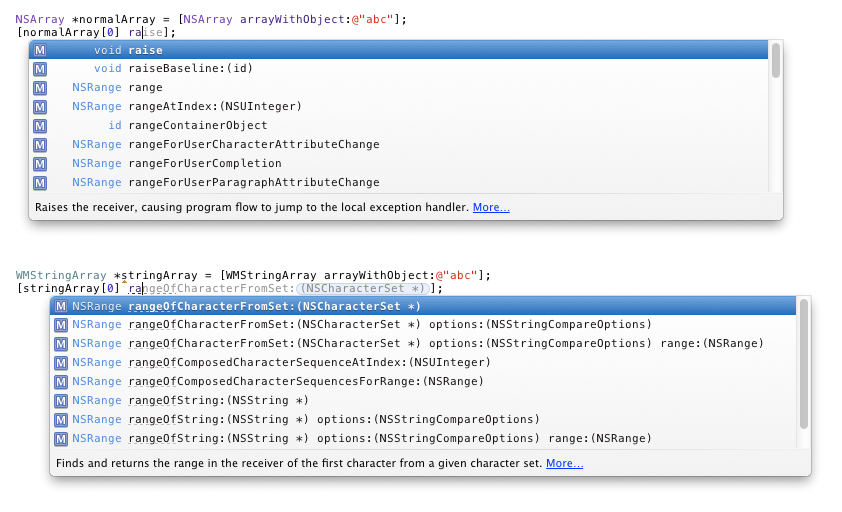 NSArray *normalArray = [NSArray arrayWithObject:@"abc"];
[normalArray[0] raise];
M void raise
M void raiseBaseline:(id)
M NSRange range
M NSRange rangeAtIndex:(NSUInteger)
M id rangeContainerObject
M NSRange rangeForUserCharacterAttributeChange
M NSRange rangeForUserCompletion
M NSRange rangeForUserParagraphAttributeChange
Raises the receiver, causing program flow to jump to the local exception handler. More...
WMStringArray *stringArray = [WMStringArray arrayWithObject:@"abc"];
[stringArray[0] rangeOfCharacterFromSet:(NSCharacterSet *)];
M NSRange rangeOfCharacterFromSet:(NSCharacterSet *)
M NSRange rangeOfCharacterFromSet:(NSCharacterSet *) options:(NSStringCompareOptions)
M NSRange rangeOfCharacterFromSet:(NSCharacterSet *) options:(NSStringCompareOptions) range:(NSRange)
M NSRange rangeOfComposedCharacterSequenceAtIndex:(NSUInteger)
M NSRange rangeOfComposedCharacterSequencesForRange:(NSRange)
M NSRange rangeOfString:(NSString *)
M NSRange rangeOfString:(NSString *) options:(NSStringCompareOptions)
M NSRange rangeOfString:(NSString *) options:(NSStringCompareOptions) range:(NSRange)
Finds and returns the range in the receiver of the first character from a given character set. More...